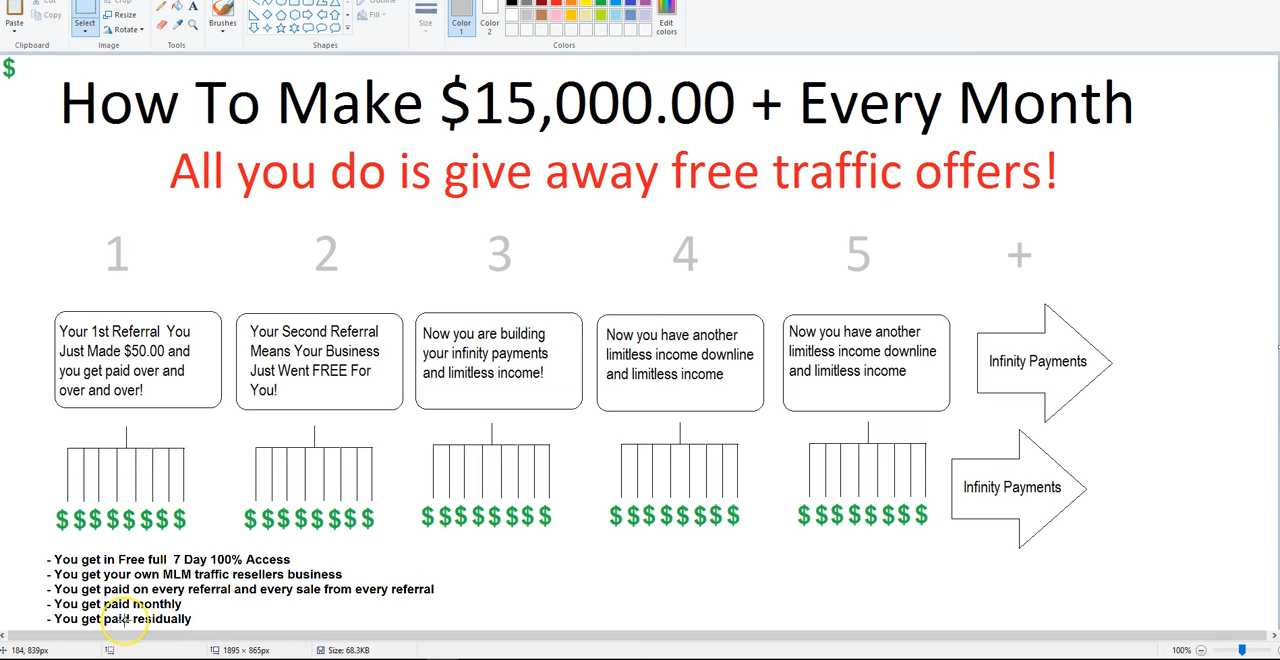 Cut
Crop
Outline
Copy
Resize
Fill
Paste
Select
Rotate
Brushes
Size
Color
1
Color
2
Edit
colors
Clipboard
Image
Tools
Shapes
Colors
$
How To Make $15,000.00 + Every Month
All you do is give away free traffic offers!
1 2 3 4 5 +
Your 1st Referral You
Just Made $50.00 and
you get paid over and
over and over!
Your Second Referral
Means Your Business
Just Went FREE For
You!
Now you are building
your infinity payments
and limitless income!
Now you have another
limitless income downline
and limitless income
Now you have another
limitless income downline
and limitless income
Infinity Payments
Infinity Payments
$$$$$$$$
$$$$$$$$
$$$$$$$$
$$$$$$$$
$$$$$$$$
- You get in Free full 7 Day 100% Access
- You get your own MLM traffic resellers business
- You get paid on every referral and every sale from every referral
- You get paid monthly
- You get paid residually
184, 839px
1895 × 865px
Size: 68.3KB
100%